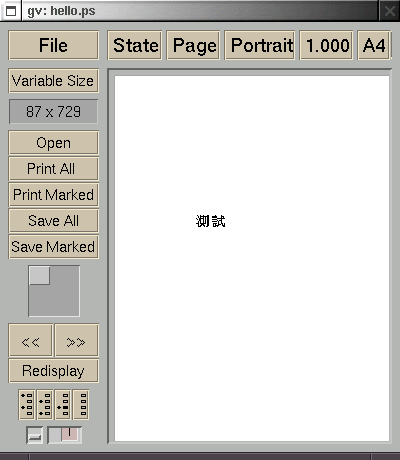 gv: hello.ps
File
State
Page
Portrait
1.000
A4
Variable Size
87 x 729
Open
Print All
Print Marked
Save All
Save Marked
<< >>
Redisplay
測試